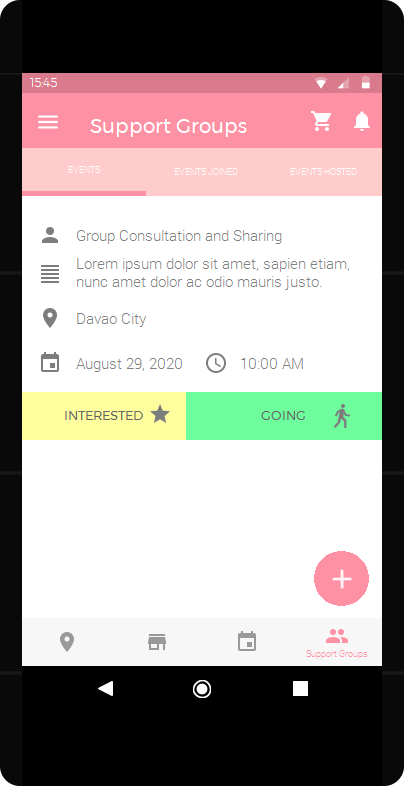 15:45
Support Groups
EVENTS
EVENTS JOINED
EVENTS HOSTED
Group Consultation and Sharing
Lorem ipsum dolor sit amet, sapien etiam,
nunc amet dolor ac odio mauris justo.
Davao City
August 29, 2020
10:00 AM
INTERESTED
GOING
Support Groups